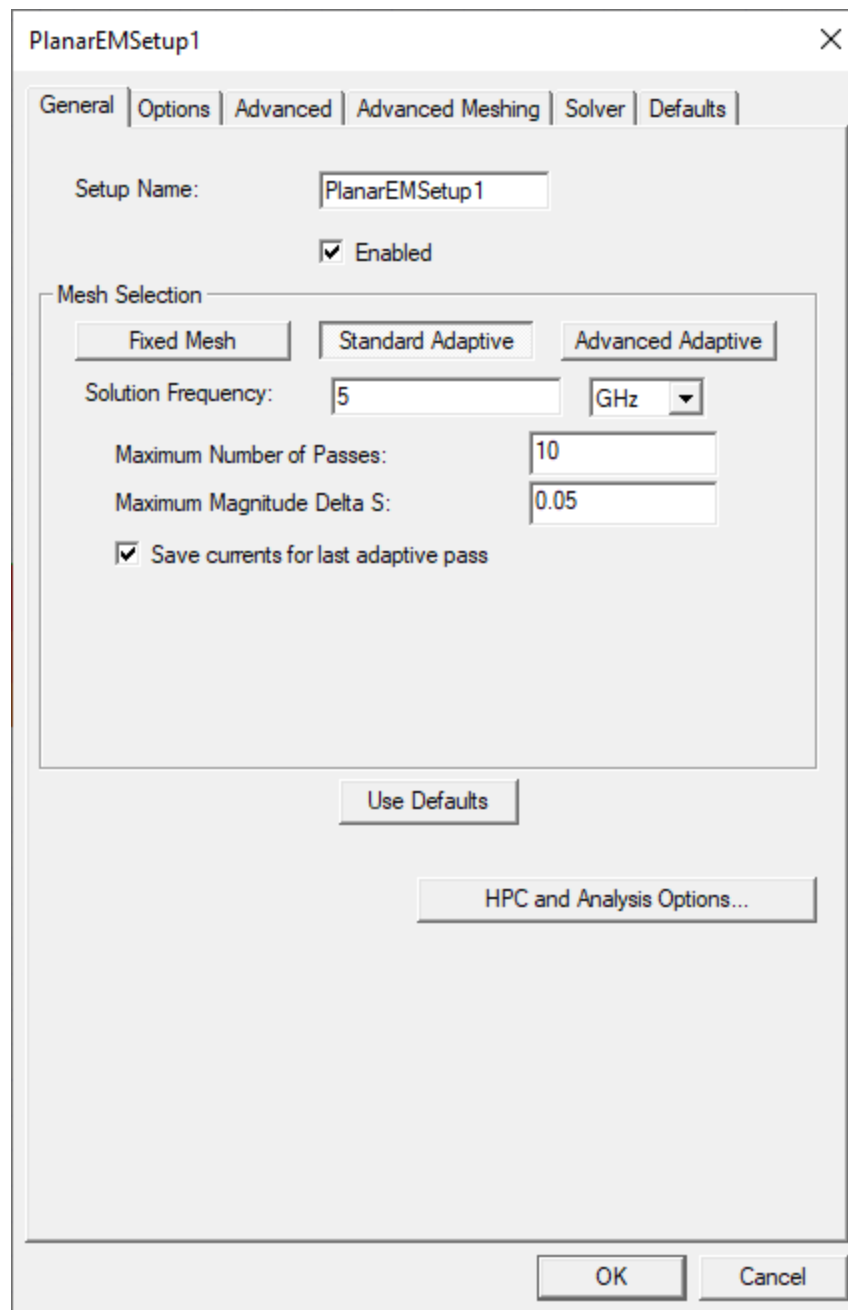 PlanarEMSetup1
General Options Advanced Advanced Meshing Solver Defaults
Setup Name: PlanarEMSetup1
Enabled
Mesh Selection
Fixed Mesh Standard Adaptive Advanced Adaptive
Solution Frequency: 5 GHz
Maximum Number of Passes: 10
Maximum Magnitude Delta S: 0.05
Save currents for last adaptive pass
Use Defaults
HPC and Analysis Options...
OK Cancel